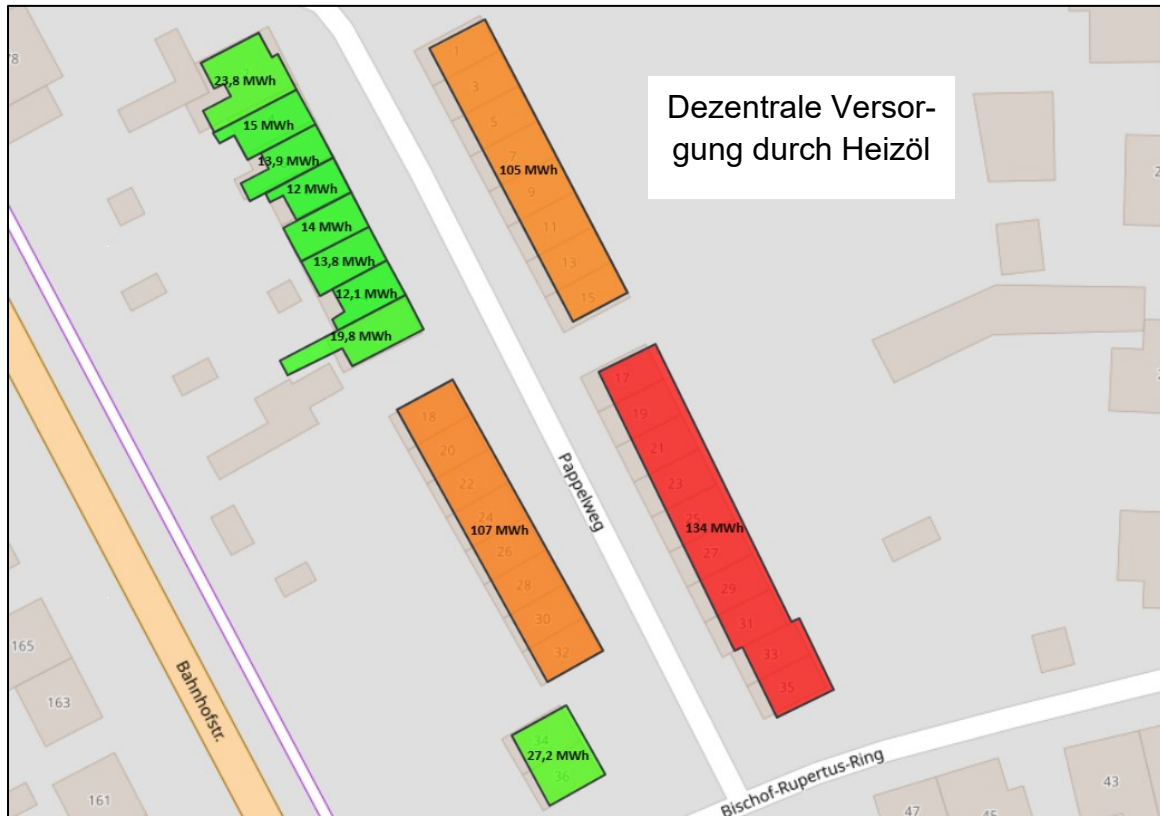 Dezentrale Versor-
gung durch Heizöl
78
1
3
5
7
9
11
13
15
105 MWh
23,8 MWh
15 MWh
13,9 MWh
12 MWh
14 MWh
13,8 MWh
12,1 MWh
19,8 MWh
17
19
21
23
25
27
29
31
33
35
134 MWh
18
20
22
24
26
28
30
32
107 MWh
34
36
27,2 MWh
Pappelweg
Bahnhofstr.
Bischof-Rupertus-Ring
165
163
161
47
45
43